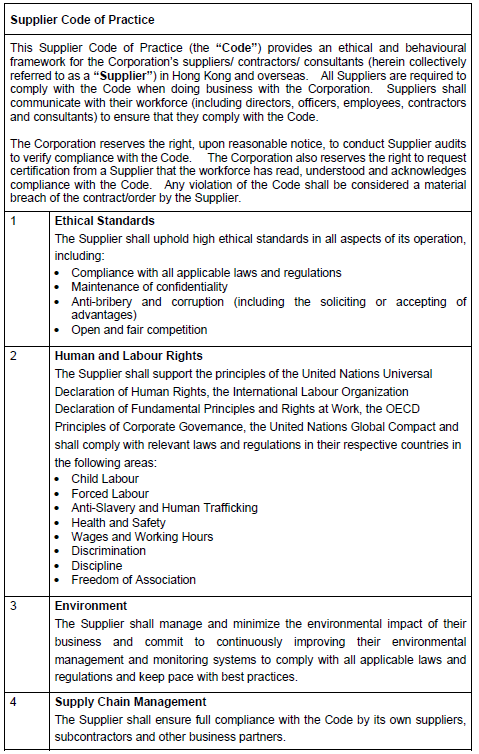 Supplier Code of Practice
This Supplier Code of Practice (the “Code”) provides an ethical and behavioural
framework for the Corporation’s suppliers/ contractors/ consultants (herein collectively
referred to as a “Supplier”) in Hong Kong and overseas. All Suppliers are required to
comply with the Code when doing business with the Corporation. Suppliers shall
communicate with their workforce (including directors, officers, employees, contractors
and consultants) to ensure that they comply with the Code.
The Corporation reserves the right, upon reasonable notice, to conduct Supplier audits
to verify compliance with the Code. The Corporation also reserves the right to request
certification from a Supplier that the workforce has read, understood and acknowledges
compliance with the Code. Any violation of the Code shall be considered a material
breach of the contract/order by the Supplier.
1 Ethical Standards
The Supplier shall uphold high ethical standards in all aspects of its operation,
including:
• Compliance with all applicable laws and regulations
• Maintenance of confidentiality
• Anti-bribery and corruption (including the soliciting or accepting of
advantages)
• Open and fair competition
2 Human and Labour Rights
The Supplier shall support the principles of the United Nations Universal
Declaration of Human Rights, the International Labour Organization
Declaration of Fundamental Principles and Rights at Work, the OECD
Principles of Corporate Governance, the United Nations Global Compact and
shall comply with relevant laws and regulations in their respective countries in
the following areas:
• Child Labour
• Forced Labour
• Anti-Slavery and Human Trafficking
• Health and Safety
• Wages and Working Hours
• Discrimination
• Discipline
• Freedom of Association
3 Environment
The Supplier shall manage and minimize the environmental impact of their
business and commit to continuously improving their environmental
management and monitoring systems to comply with all applicable laws and
regulations and keep pace with best practices.
4 Supply Chain Management
The Supplier shall ensure full compliance with the Code by its own suppliers,
subcontractors and other business partners.